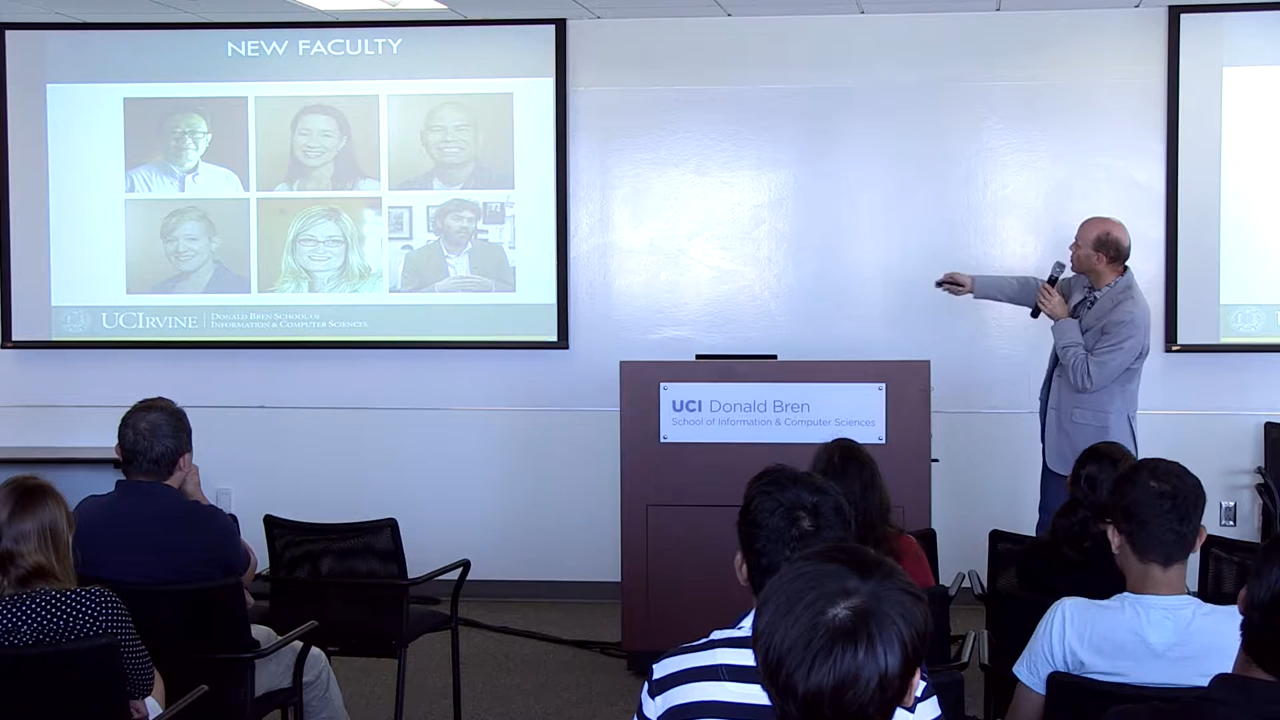 NEW FACULTY
UCIRVINE
DONALD BREN SCHOOL OF
INFORMATION & COMPUTER SCIENCES
UCI Donald Bren
School of Information & Computer Sciences